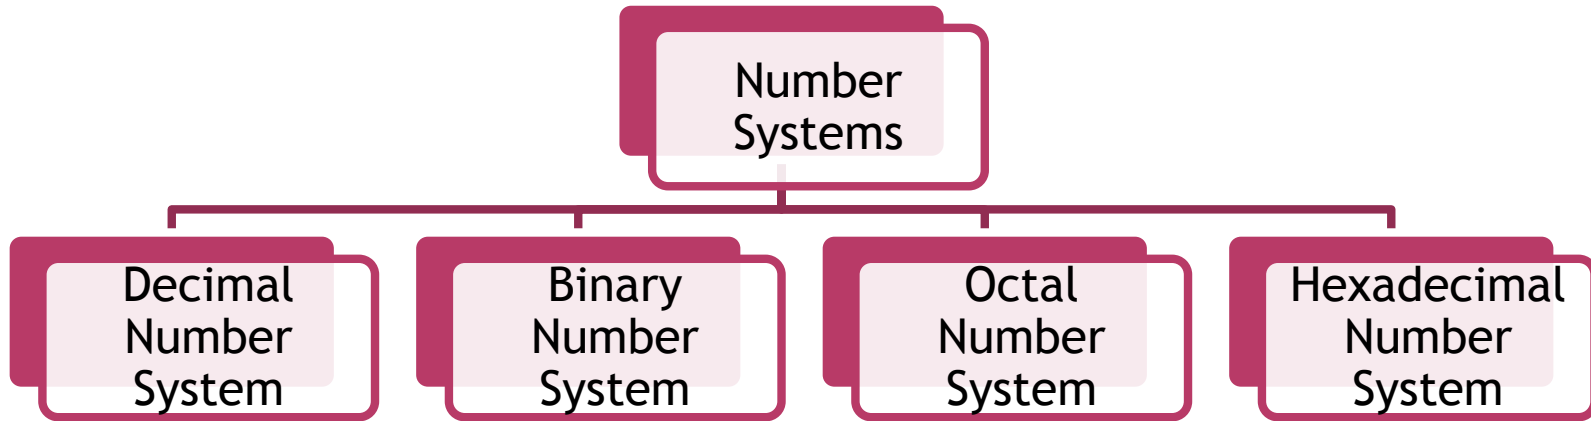 Number
Systems
Decimal
Number
System
Binary
Number
System
Octal
Number
System
Hexadecimal
Number
System